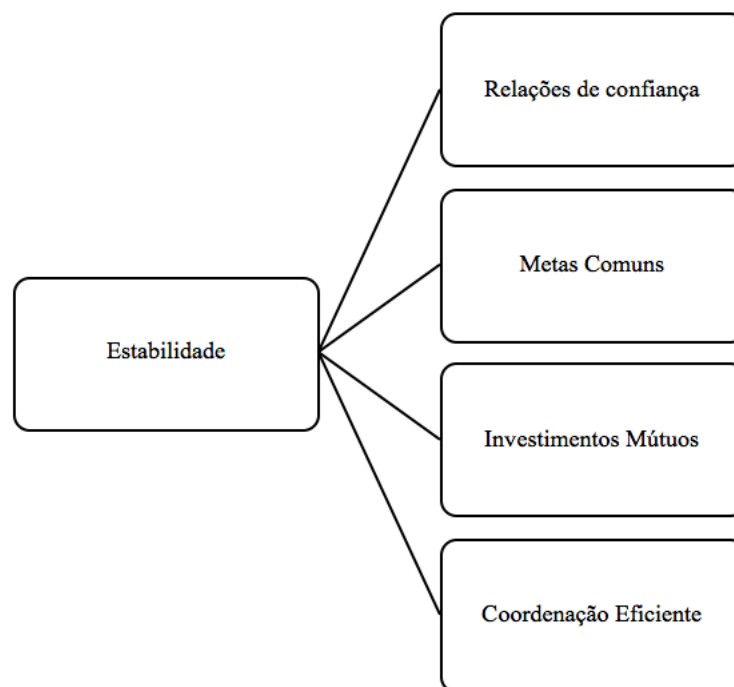 Relações de confiança
Metas Comuns
Estabilidade
Investimentos Mútuos
Coordenação Eficiente